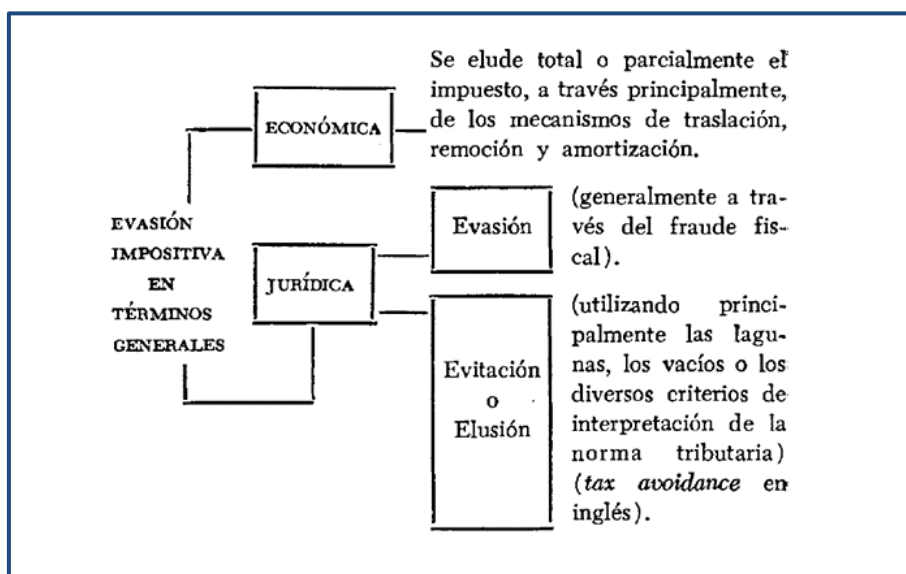 Se elude total o parcialmente el
impuesto, a través principalmente,
de los mecanismos de traslación,
remoción y amortización.
ECONÓMICA
EVASIÓN
IMPOSITIVA
EN
TÉRMINOS
GENERALES
JURÍDICA
Evasión
(generalmente a tra-
vés del fraude fis-
cal).
Evitación
o
Elusión
(utilizando princi-
palmente las lagu-
nas, los vacíos o los
diversos criterios de
interpretación de la
norma tributaria)
(tax avoidance en
inglés).